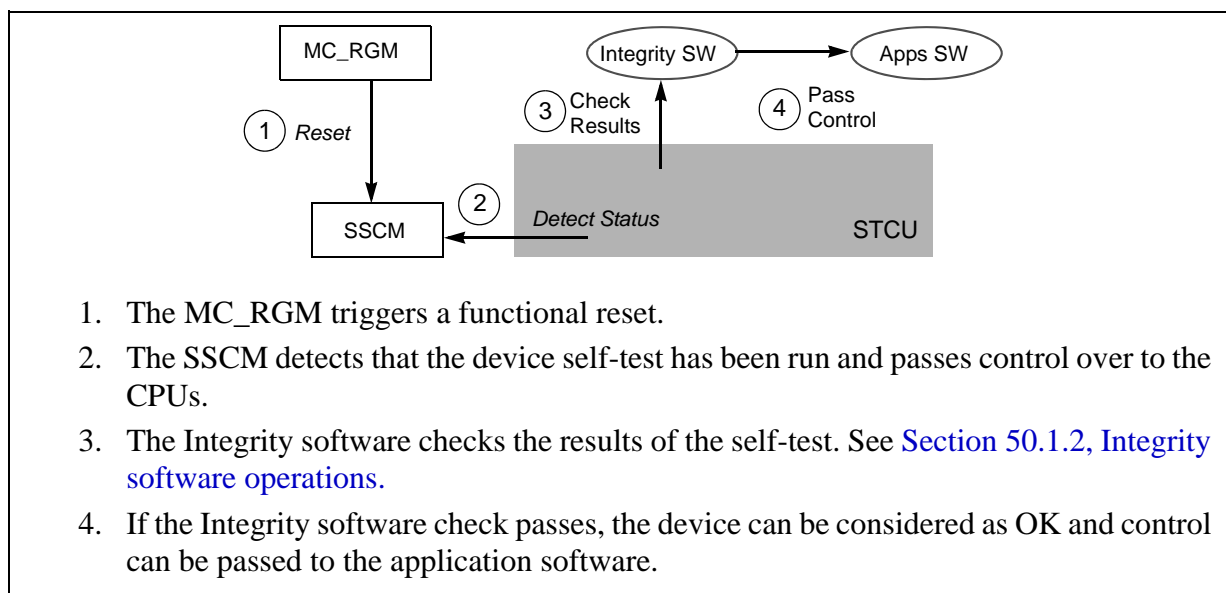 MC_RGM
Integrity SW
Apps SW
1 Reset
3 Check
Results
4 Pass
Control
2
Detect Status
SSCM
STCU
1. The MC_RGM triggers a functional reset.
2. The SSCM detects that the device self-test has been run and passes control over to the
CPUs.
3. The Integrity software checks the results of the self-test. See Section 50.1.2, Integrity
software operations.
4. If the Integrity software check passes, the device can be considered as OK and control
can be passed to the application software.